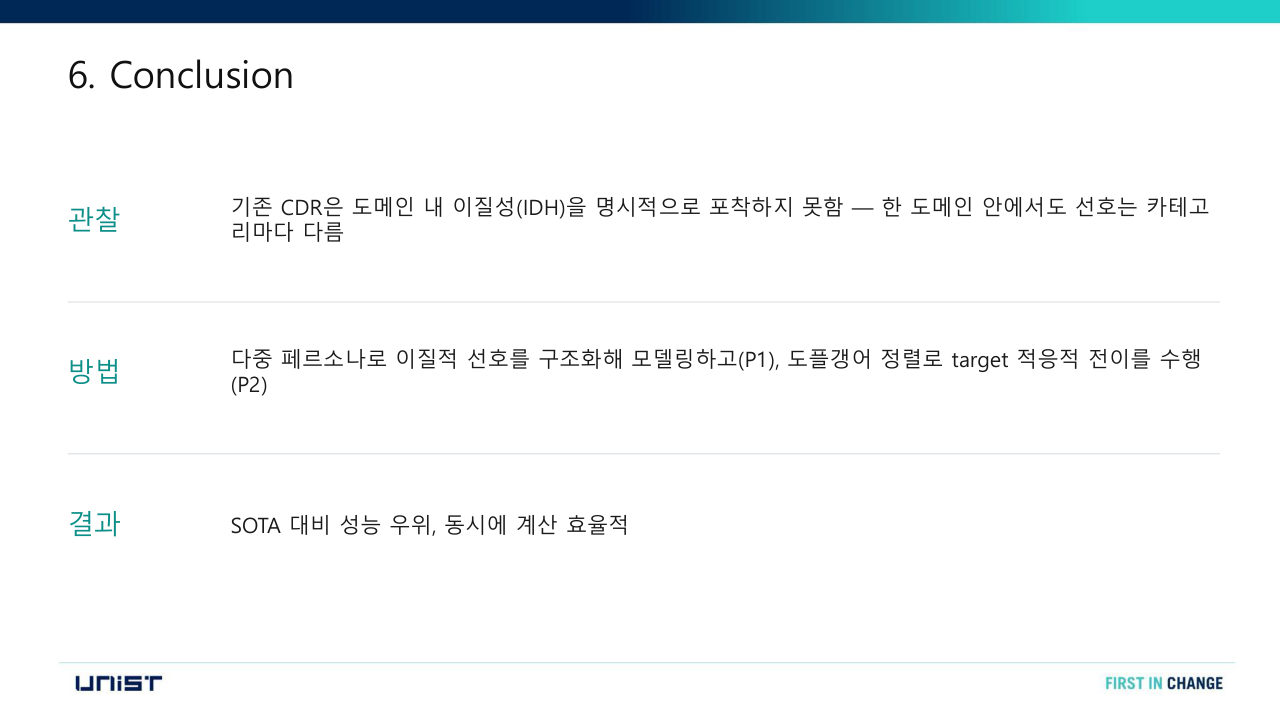 6. Conclusion
관찰
기존 CDR은 도메인 내 이질성(IDH)을 명시적으로 포착하지 못함 — 한 도메인 안에서도 선호는 카테고
리마다 다름
방법
다중 페르소나로 이질적 선호를 구조화해 모델링하고(P1), 도플갱어 정렬로 target 적응적 전이를 수행
(P2)
결과
SOTA 대비 성능 우위, 동시에 계산 효율적
UNIST
FIRST IN CHANGE